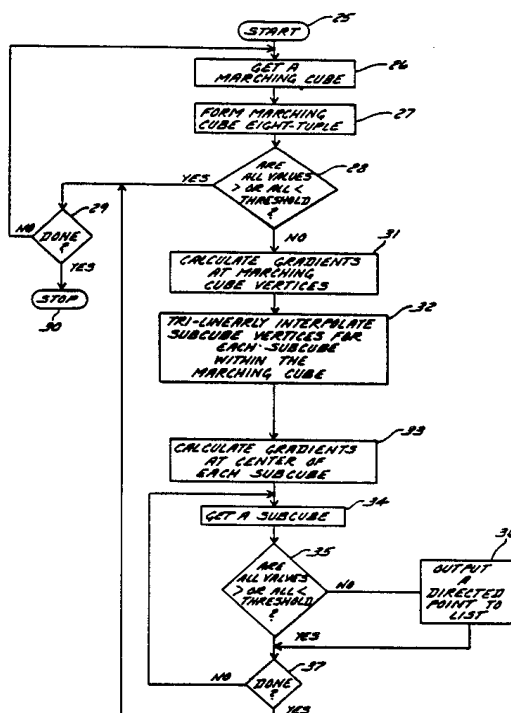 START
25
GET A
MARCHING CUBE
26
FORM MARCHING
CUBE EIGHT-TUPLE
27
ARE
ALL VALUES
> OR ALL <
THRESHOLD
?
28
YES
NO
29
DONE
?
NO
YES
STOP
30
CALCULATE GRADIENTS
AT MARCHING
CUBE VERTICES
31
TRI-LINEARLY INTERPOLATE
SUBCUBE VERTICES FOR
EACH SUBCUBE
WITHIN THE
MARCHING CUBE
32
CALCULATE GRADIENTS
AT CENTER OF
EACH SUBCUBE
33
GET A SUBCUBE
34
ARE
ALL VALUES
> OR ALL <
THRESHOLD
?
35
NO
YES
OUTPUT
A
DIRECTED
POINT TO
LIST
DONE
?
37
NO
YES